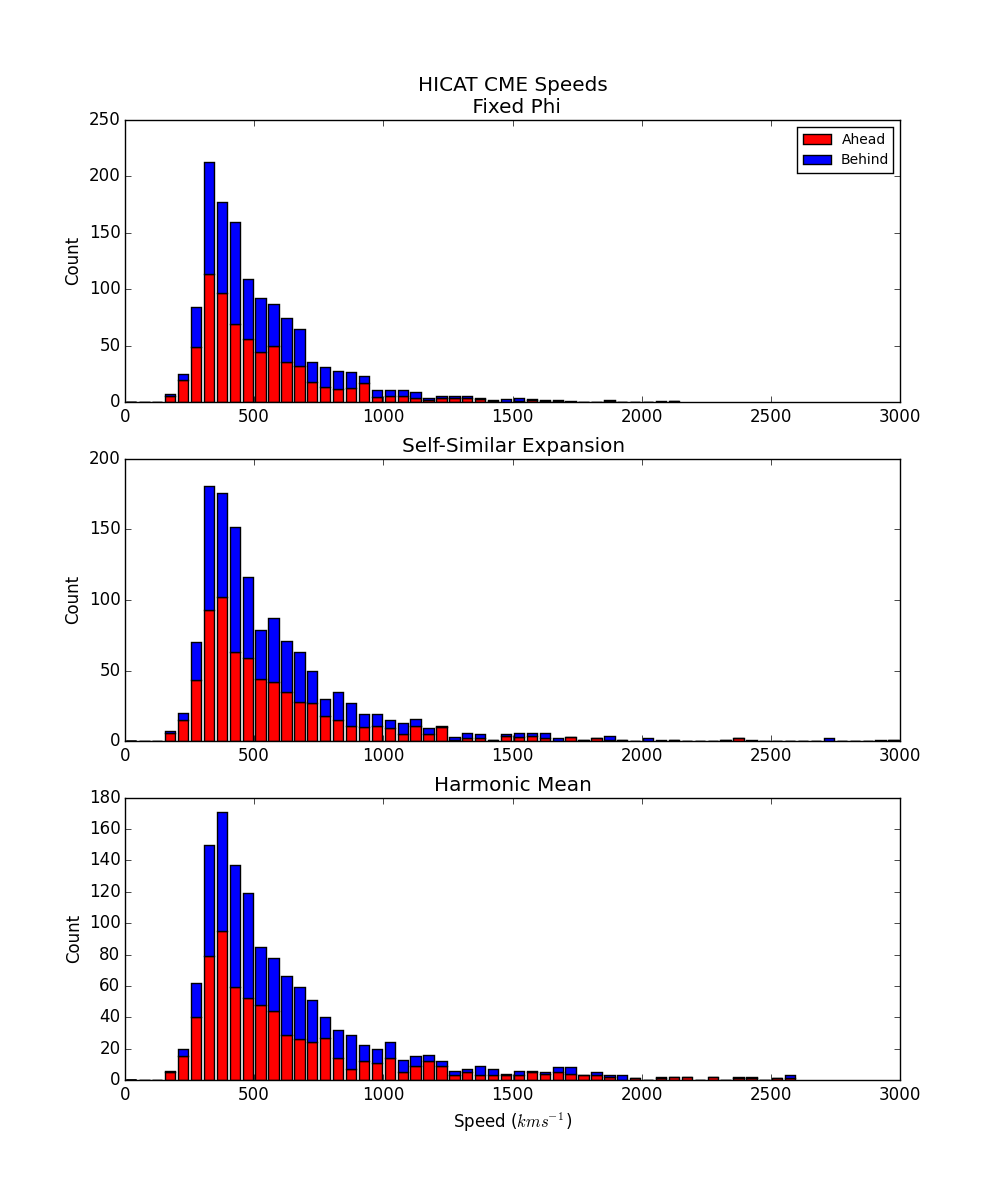 HICAT CME Speeds
Fixed Phi
250
200
150
100
50
0
Count
Ahead
Behind
0 500 1000 1500 2000 2500 3000
Self-Similar Expansion
200
150
100
50
0
Count
0 500 1000 1500 2000 2500 3000
Harmonic Mean
180
160
140
120
100
80
60
40
20
0
Count
0 500 1000 1500 2000 2500 3000
Speed (kms⁻¹)